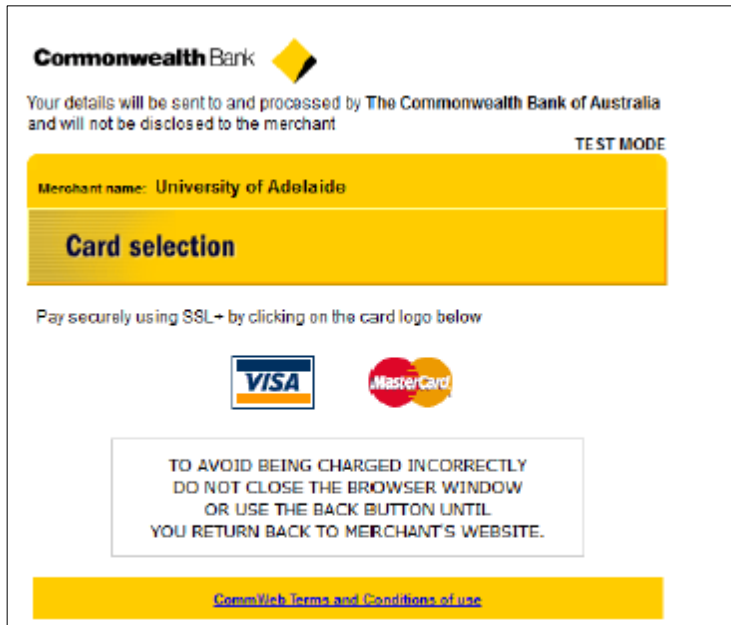 Commonwealth Bank
Your details will be sent to and processed by The Commonwealth Bank of Australia
and will not be disclosed to the merchant
TEST MODE
Merchant name: University of Adelaide
Card selection
Pay securely using SSL+ by clicking on the card logo below
VISA MasterCard
TO AVOID BEING CHARGED INCORRECTLY
DO NOT CLOSE THE BROWSER WINDOW
OR USE THE BACK BUTTON UNTIL
YOU RETURN BACK TO MERCHANT'S WEBSITE.
CommWeb Terms and Conditions of use